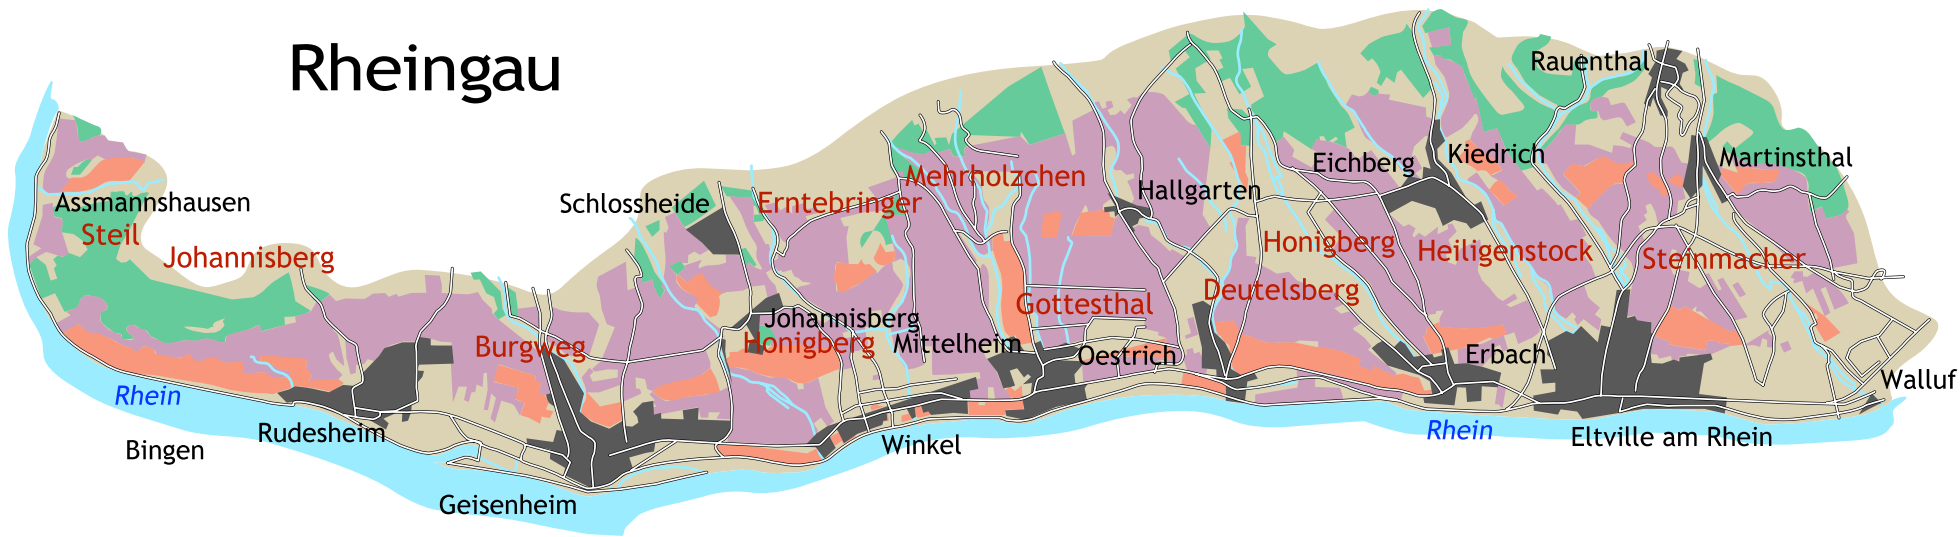 Rheingau
Rauenthal
Martinsthal
Eichberg
Kiedrich
Mehrholzchen
Hallgarten
Assmannshausen
Steil
Schlossheide
Erntebringer
Johannisberg
Honigberg
Heiligenstock
Steinmacher
Deutelsberg
Gottesthal
Johannisberg
Honigberg
Mittelheim
Burgweg
Oestrich
Erbach
Walluf
Rhein
Rudesheim
Bingen
Winkel
Rhein
Eltville am Rhein
Geisenheim